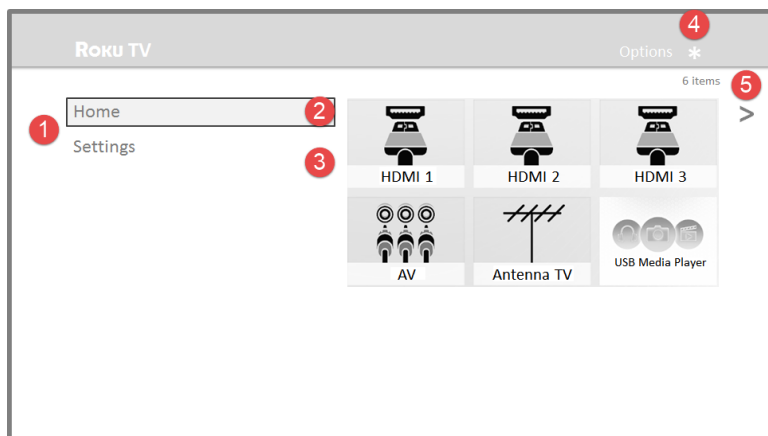 4
ROKU TV
Options *
6 items
5
Home
2
>
1
Settings
3
HDMI 1
HDMI 2
HDMI 3
AV
Antenna TV
USB Media Player